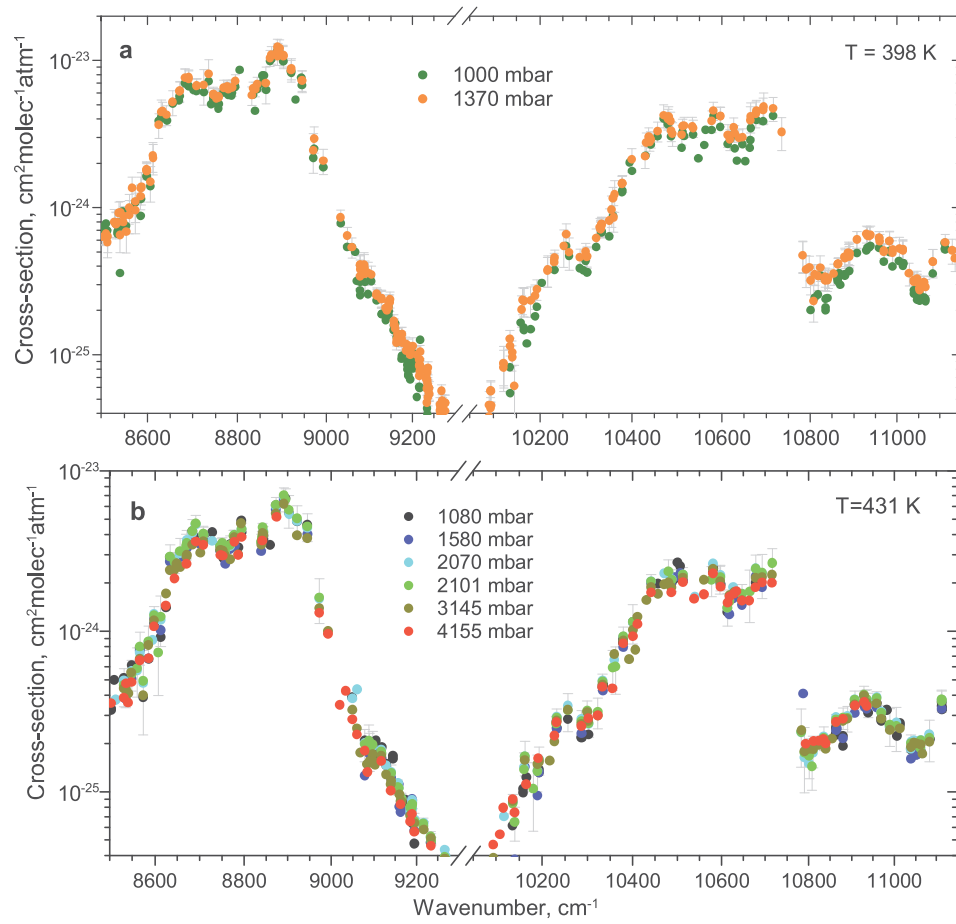 a
T = 398 K
1000 mbar
1370 mbar
Cross-section, cm²molec⁻¹atm⁻¹
10⁻²³
10⁻²⁴
10⁻²⁵
8600 8800 9000 9200 10200 10400 10600 10800 11000
b
T=431 K
1080 mbar
1580 mbar
2070 mbar
2101 mbar
3145 mbar
4155 mbar
Cross-section, cm²molec⁻¹atm⁻¹
10⁻²³
10⁻²⁴
10⁻²⁵
8600 8800 9000 9200 10200 10400 10600 10800 11000
Wavenumber, cm⁻¹